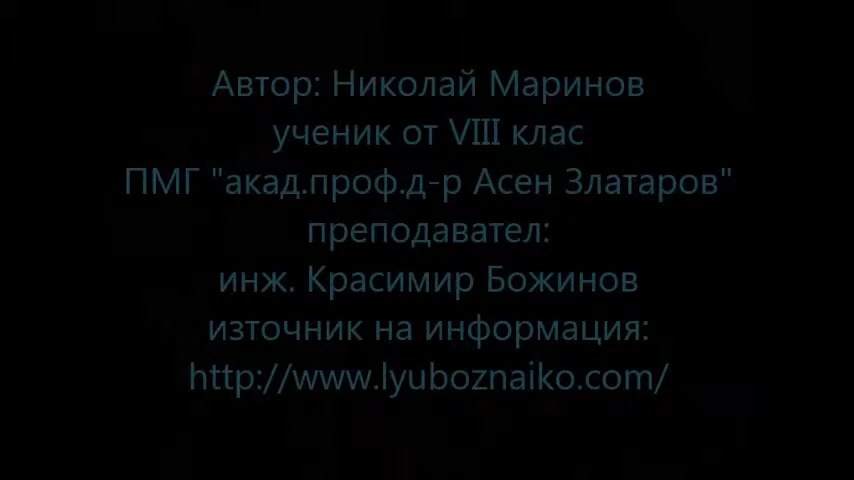 Автор: Николай Маринов
ученик от VIII клас
ПМГ "акад.проф.д-р Асен Златаров"
преподавател:
инж. Красимир Божинов
източник на информация:
http://www.lyuboznaiko.com/